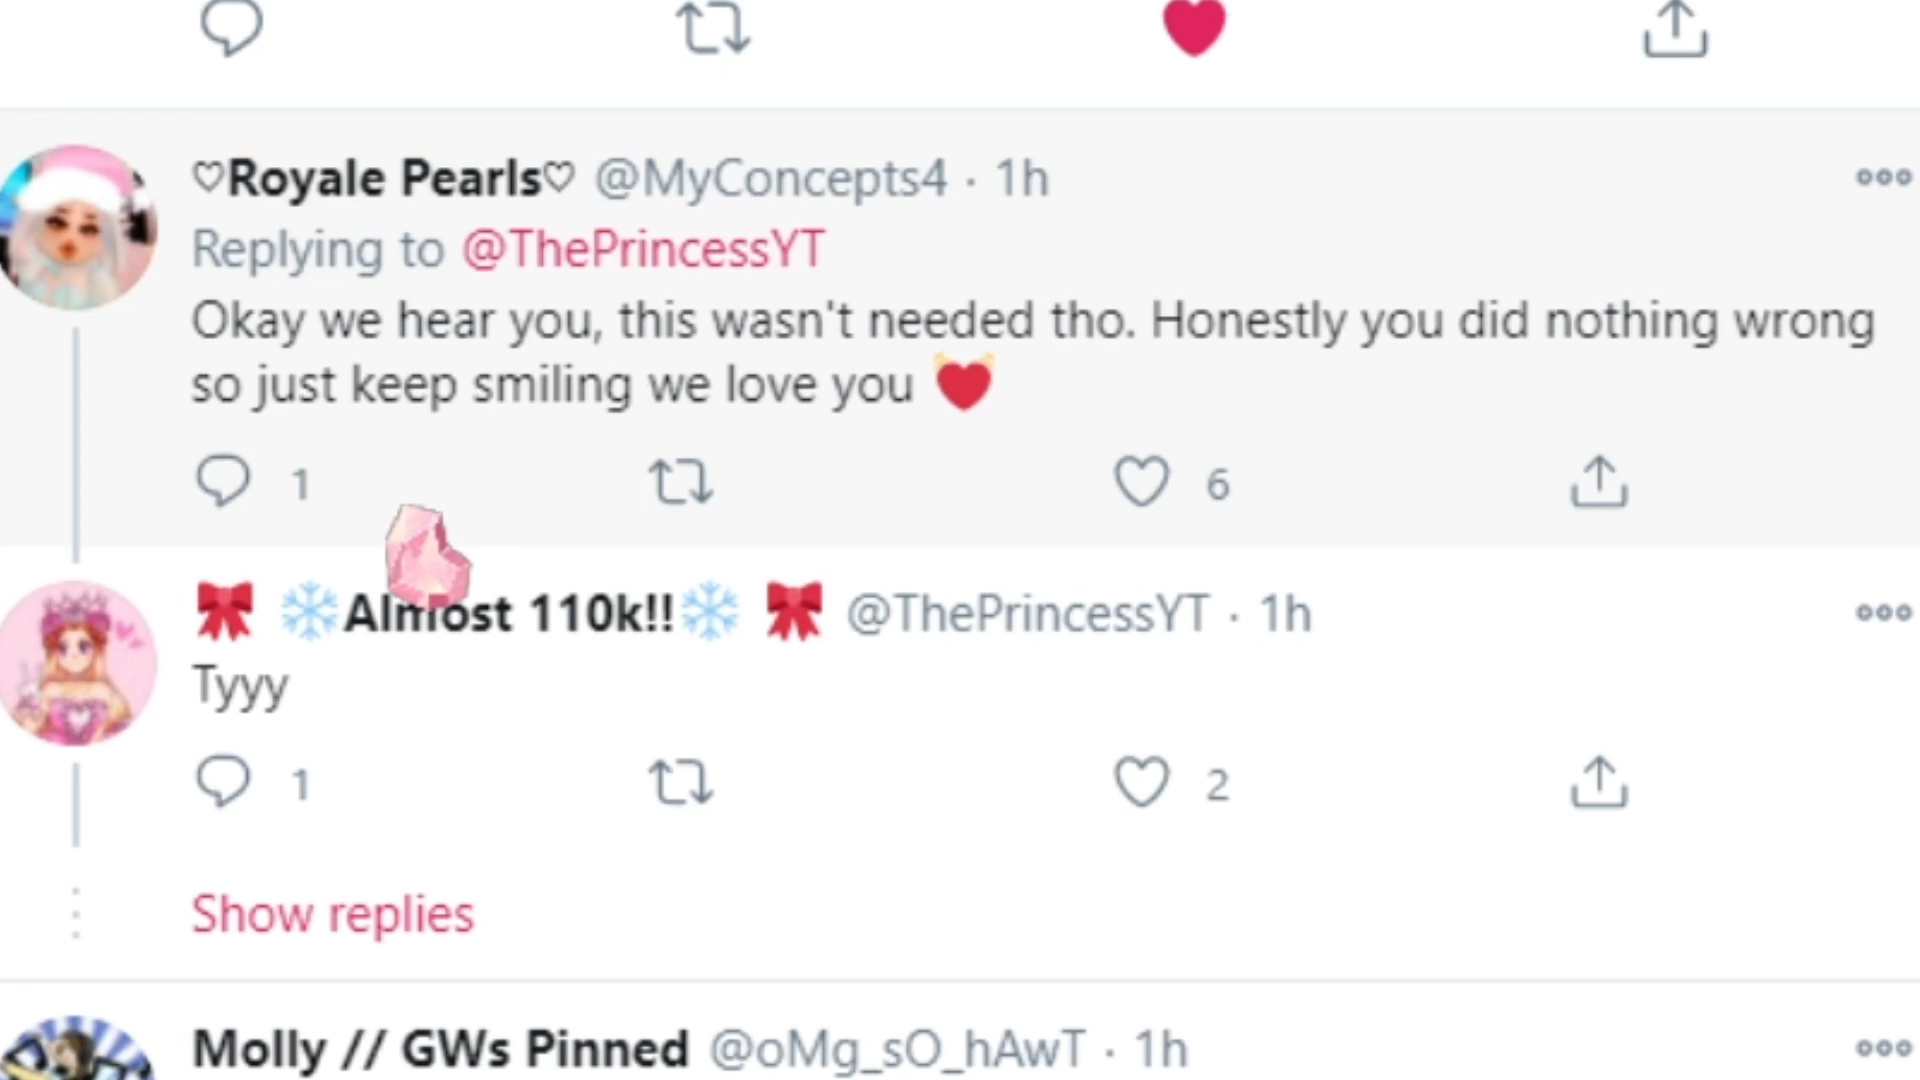 ♡Royale Pearls♡ @MyConcepts4 · 1h
Replying to @ThePrincessYT
Okay we hear you, this wasn't needed tho. Honestly you did nothing wrong
so just keep smiling we love you 💓
1 6
🎀 ❄️Almost 110k!!❄️ 🎀 @ThePrincessYT · 1h
Tyyy
1 2
Show replies
Molly // GWs Pinned @oMg_sO_hAwT · 1h